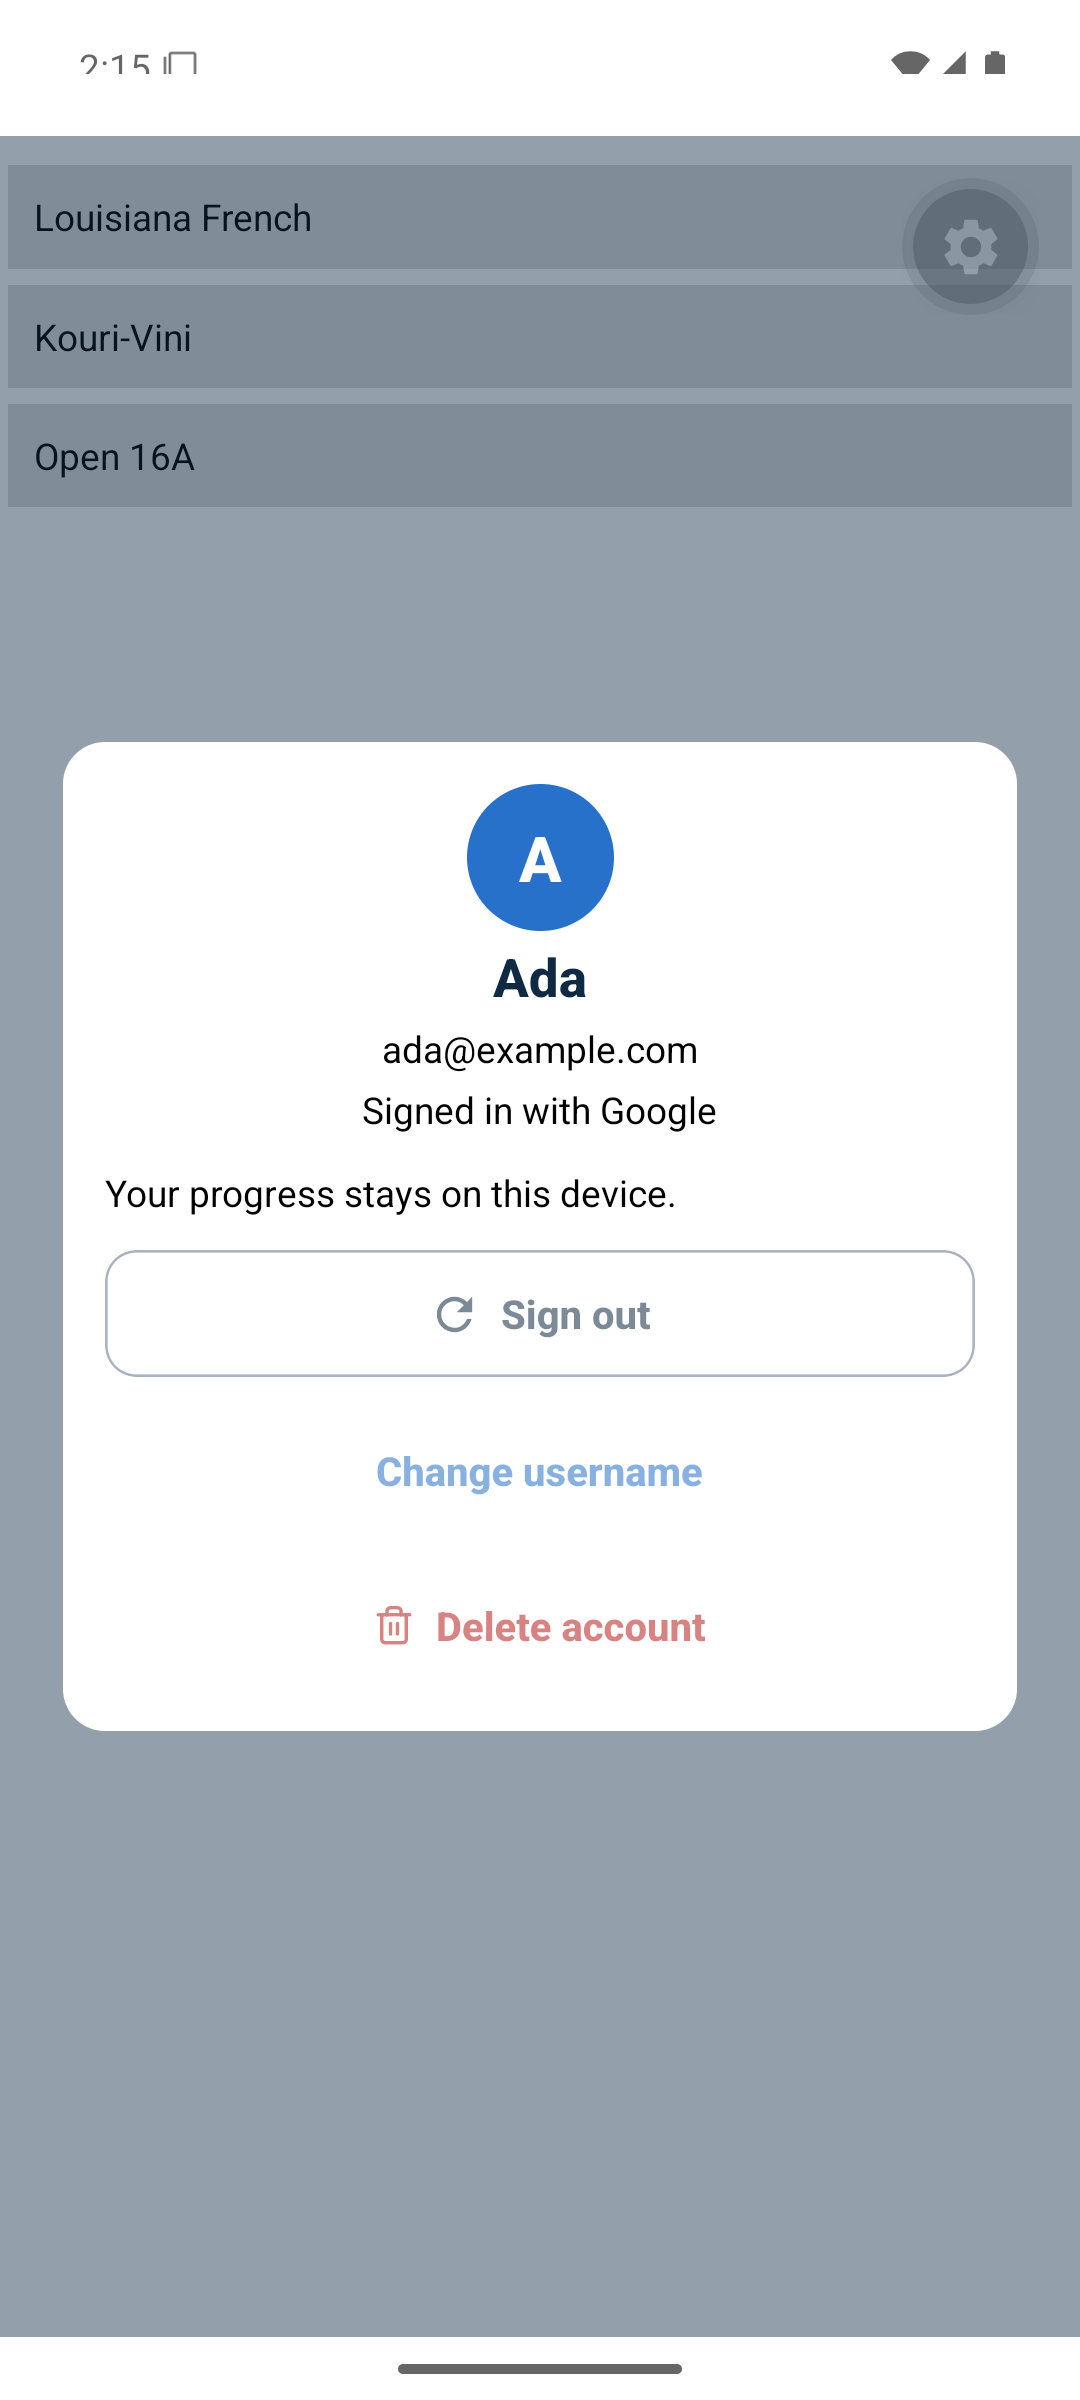 2:15
Louisiana French
Kouri-Vini
Open 16A
A
Ada
ada@example.com
Signed in with Google
Your progress stays on this device.
Sign out
Change username
Delete account